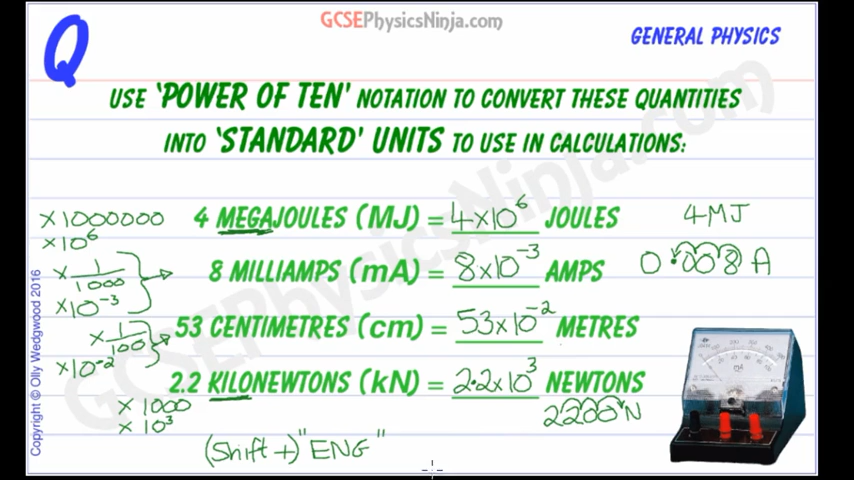 GCSEPhysicsNinja.com
Q
GENERAL PHYSICS
USE 'POWER OF TEN' NOTATION TO CONVERT THESE QUANTITIES
INTO 'STANDARD' UNITS TO USE IN CALCULATIONS:
×1000000 4 MEGAJOULES (MJ) = 4×10⁶ JOULES 4MJ
×10⁶
× 1/1000 8 MILLIAMPS (mA) = 8×10⁻³ AMPS 0.008 A
×10⁻³
× 1/100 53 CENTIMETRES (cm) = 53×10⁻² METRES
×10⁻²
2.2 KILONEWTONS (kN) = 2.2×10³ NEWTONS
×1000 2200N
×10³
(Shift +) "ENG"
Copyright © Olly Wedgwood 2016
GCSEPhysicsNinja.com